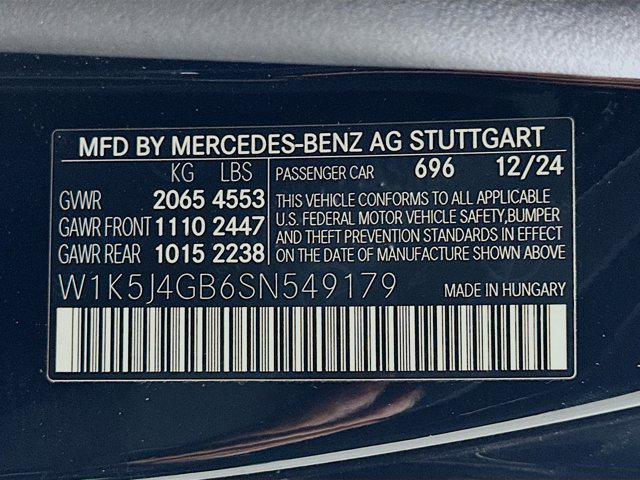 MFD BY MERCEDES-BENZ AG STUTTGART
KG LBS PASSENGER CAR 696 12/24
GVWR 2065 4553 THIS VEHICLE CONFORMS TO ALL APPLICABLE
GAWR FRONT 1110 2447 U.S. FEDERAL MOTOR VEHICLE SAFETY,BUMPER
AND THEFT PREVENTION STANDARDS IN EFFECT
GAWR REAR 1015 2238 ON THE DATE OF MANUFACTURE SHOWN ABOVE
W1K5J4GB6SN549179 MADE IN HUNGARY